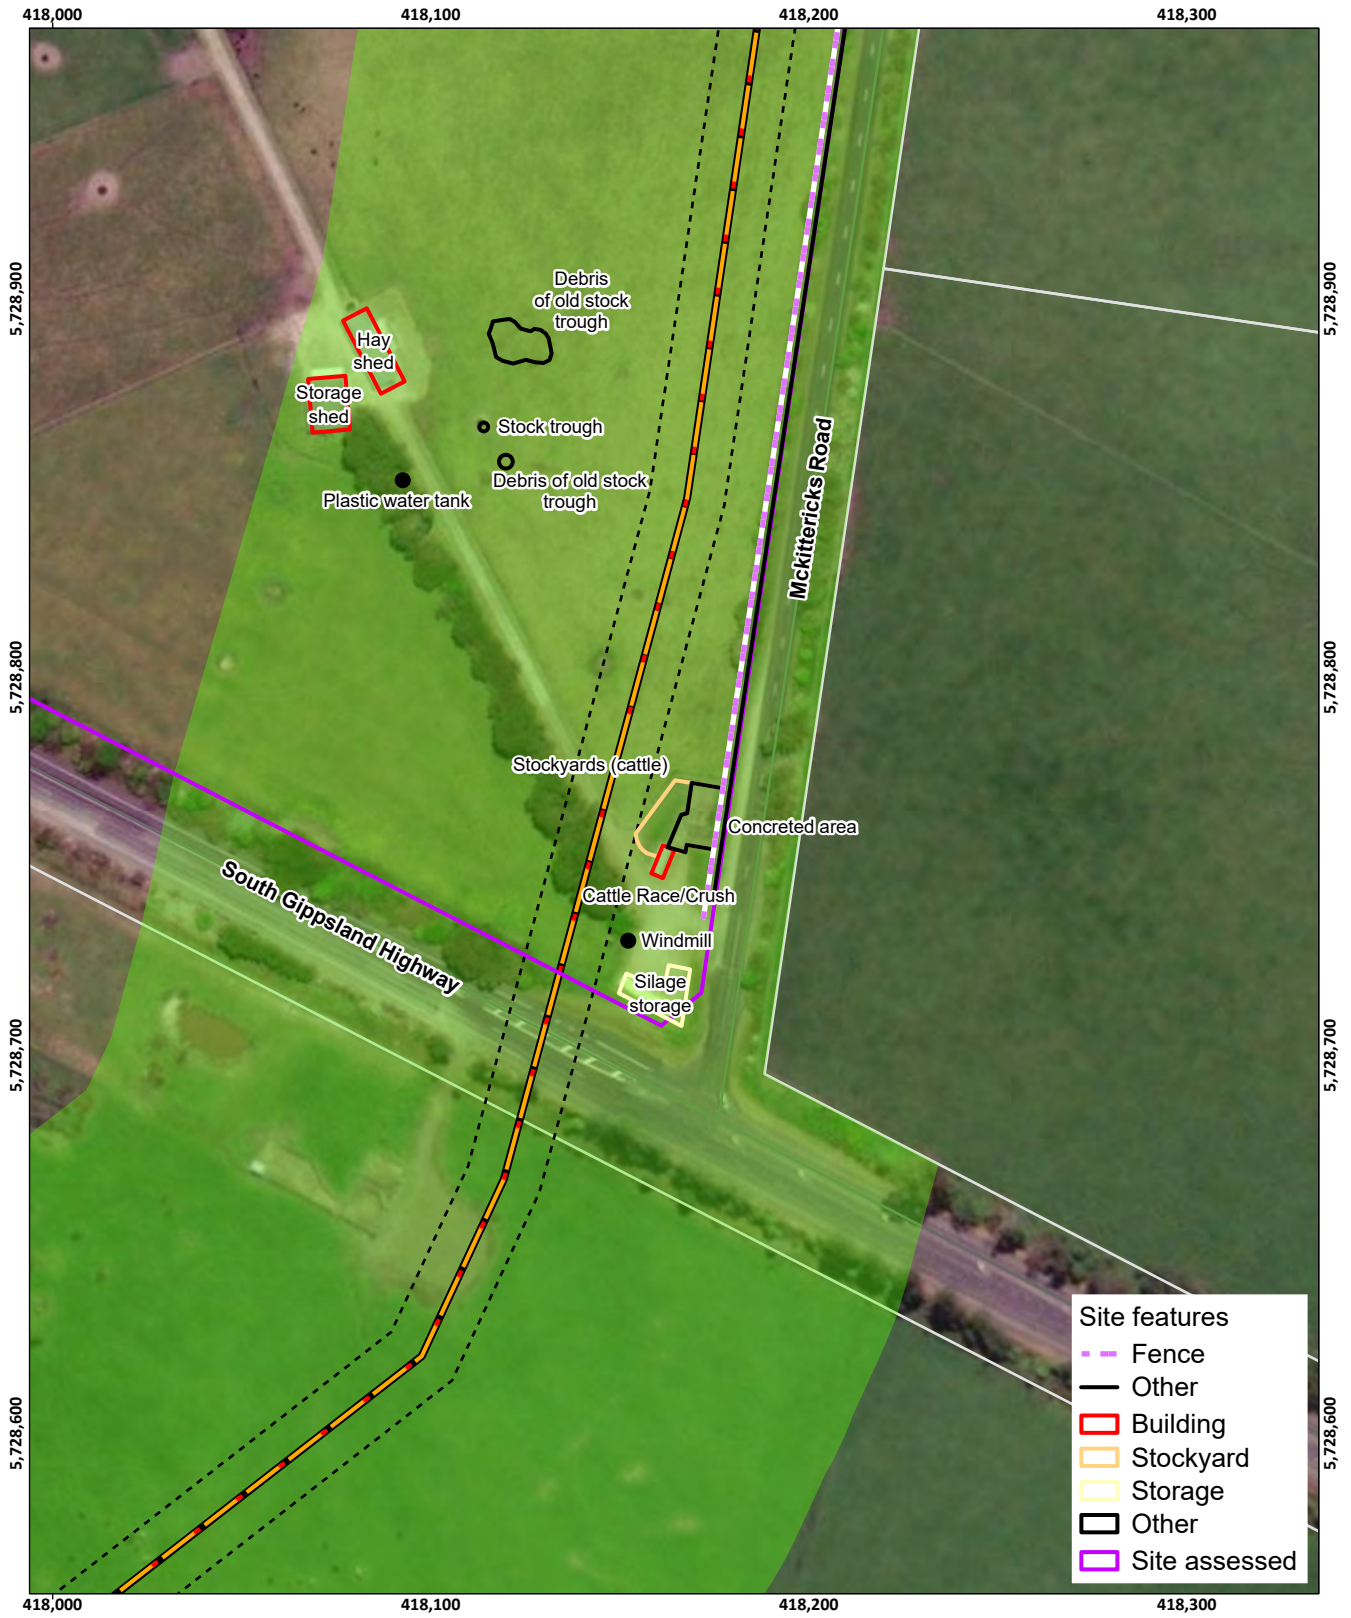 418,000 418,100 418,200 418,300
5,728,900
5,728,900
Debris
of old stock
trough
Hay
shed
Storage
shed
Stock trough
Debris of old stock
trough
Plastic water tank
Mckittericks Road
5,728,800
5,728,800
Stockyards (cattle)
Concreted area
Cattle Race/Crush
South Gippsland Highway
Windmill
Silage
storage
5,728,700
5,728,700
Site features
Fence
Other
Building
Stockyard
Storage
Other
Site assessed
5,728,600
5,728,600
418,000 418,100 418,200 418,300